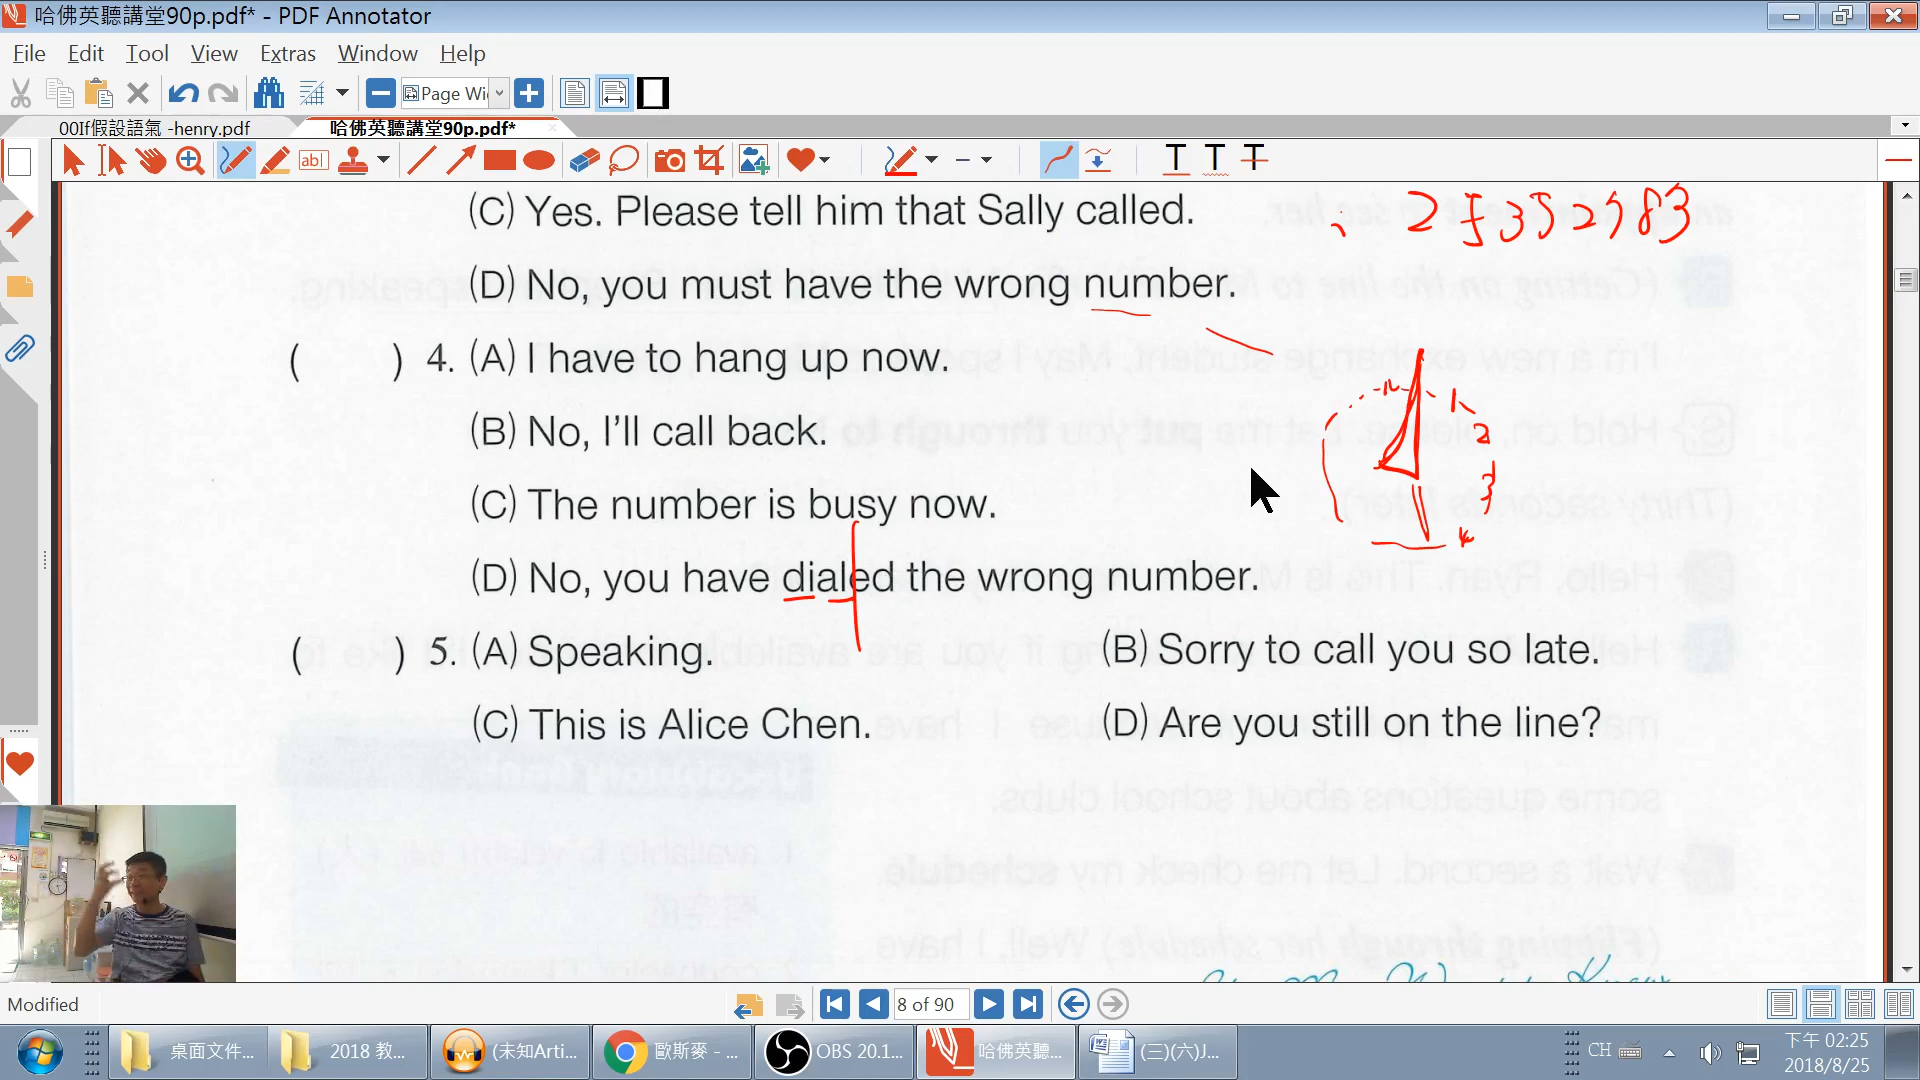 哈佛英聽講堂90p.pdf* - PDF Annotator
File Edit Tool View Extras Window Help
Page Wi
00If假設語氣 -henry.pdf 哈佛英聽講堂90p.pdf*
ab T T T
(C) Yes. Please tell him that Sally called.
(D) No, you must have the wrong number.
( ) 4. (A) I have to hang up now.
(B) No, I'll call back.
(C) The number is busy now.
(D) No, you have dialed the wrong number.
( ) 5. (A) Speaking. (B) Sorry to call you so late.
(C) This is Alice Chen. (D) Are you still on the line?
1
2
3
4
Modified 8 of 90
桌面文件... 2018 教... (未知Arti... 歐斯麥 - ... OBS 20.1... 哈佛英聽... (三)(六)J... CH 下午 02:25
2018/8/25